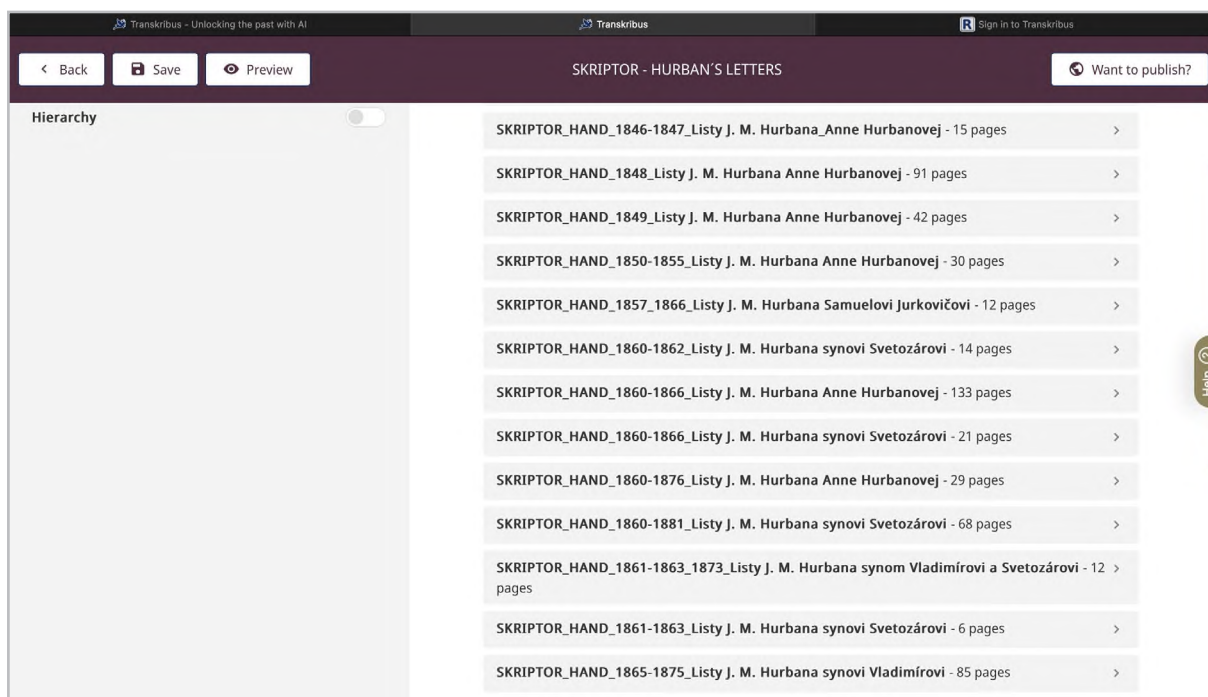 Transkribus - Unlocking the past with AI
Transkribus
Sign in to Transkribus
Back
Save
Preview
SKRIPTOR - HURBAN´S LETTERS
Want to publish?
Hierarchy
SKRIPTOR_HAND_1846-1847_Listy J. M. Hurbana_Anne Hurbanovej - 15 pages
SKRIPTOR_HAND_1848_Listy J. M. Hurbana Anne Hurbanovej - 91 pages
SKRIPTOR_HAND_1849_Listy J. M. Hurbana Anne Hurbanovej - 42 pages
SKRIPTOR_HAND_1850-1855_Listy J. M. Hurbana Anne Hurbanovej - 30 pages
SKRIPTOR_HAND_1857_1866_Listy J. M. Hurbana Samuelovi Jurkovičovi - 12 pages
SKRIPTOR_HAND_1860-1862_Listy J. M. Hurbana synovi Svetozárovi - 14 pages
SKRIPTOR_HAND_1860-1866_Listy J. M. Hurbana Anne Hurbanovej - 133 pages
SKRIPTOR_HAND_1860-1866_Listy J. M. Hurbana synovi Svetozárovi - 21 pages
SKRIPTOR_HAND_1860-1876_Listy J. M. Hurbana Anne Hurbanovej - 29 pages
SKRIPTOR_HAND_1860-1881_Listy J. M. Hurbana synovi Svetozárovi - 68 pages
SKRIPTOR_HAND_1861-1863_1873_Listy J. M. Hurbana synom Vladimírovi a Svetozárovi - 12
pages
SKRIPTOR_HAND_1861-1863_Listy J. M. Hurbana synovi Svetozárovi - 6 pages
SKRIPTOR_HAND_1865-1875_Listy J. M. Hurbana synovi Vladimírovi - 85 pages
Help